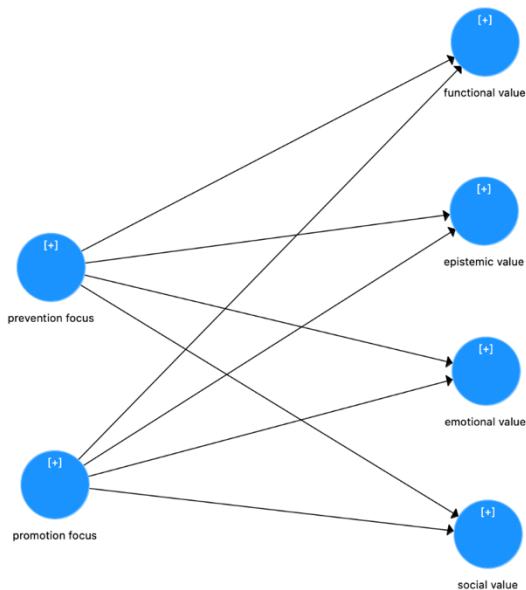 [+]
functional value
[+]
epistemic value
[+]
prevention focus
[+]
emotional value
[+]
promotion focus
[+]
social value